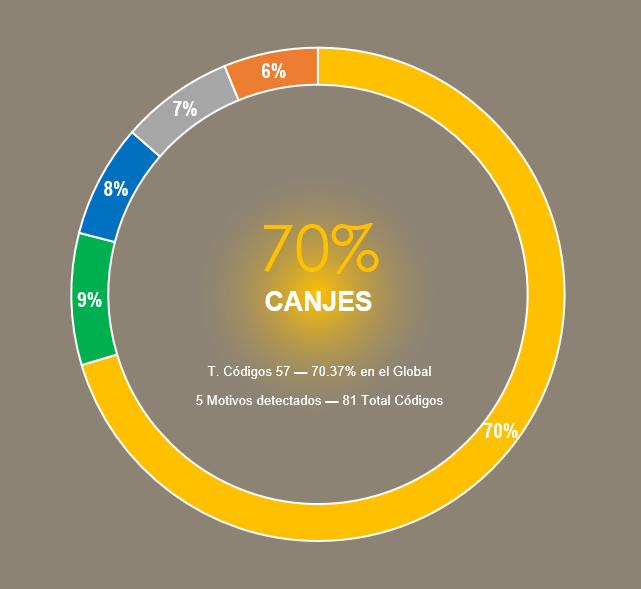 6%
7%
8%
70%
CANJES
9%
T. Códigos 57 — 70.37% en el Global
5 Motivos detectados — 81 Total Códigos
70%